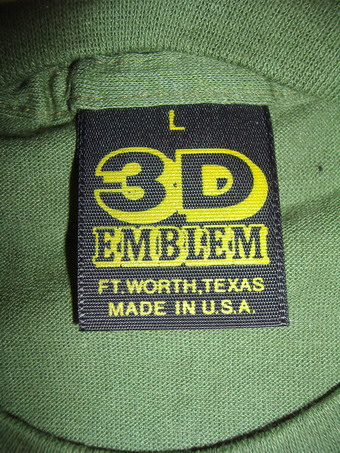 L
3D
EMBLEM
FT. WORTH, TEXAS
MADE IN U.S.A.